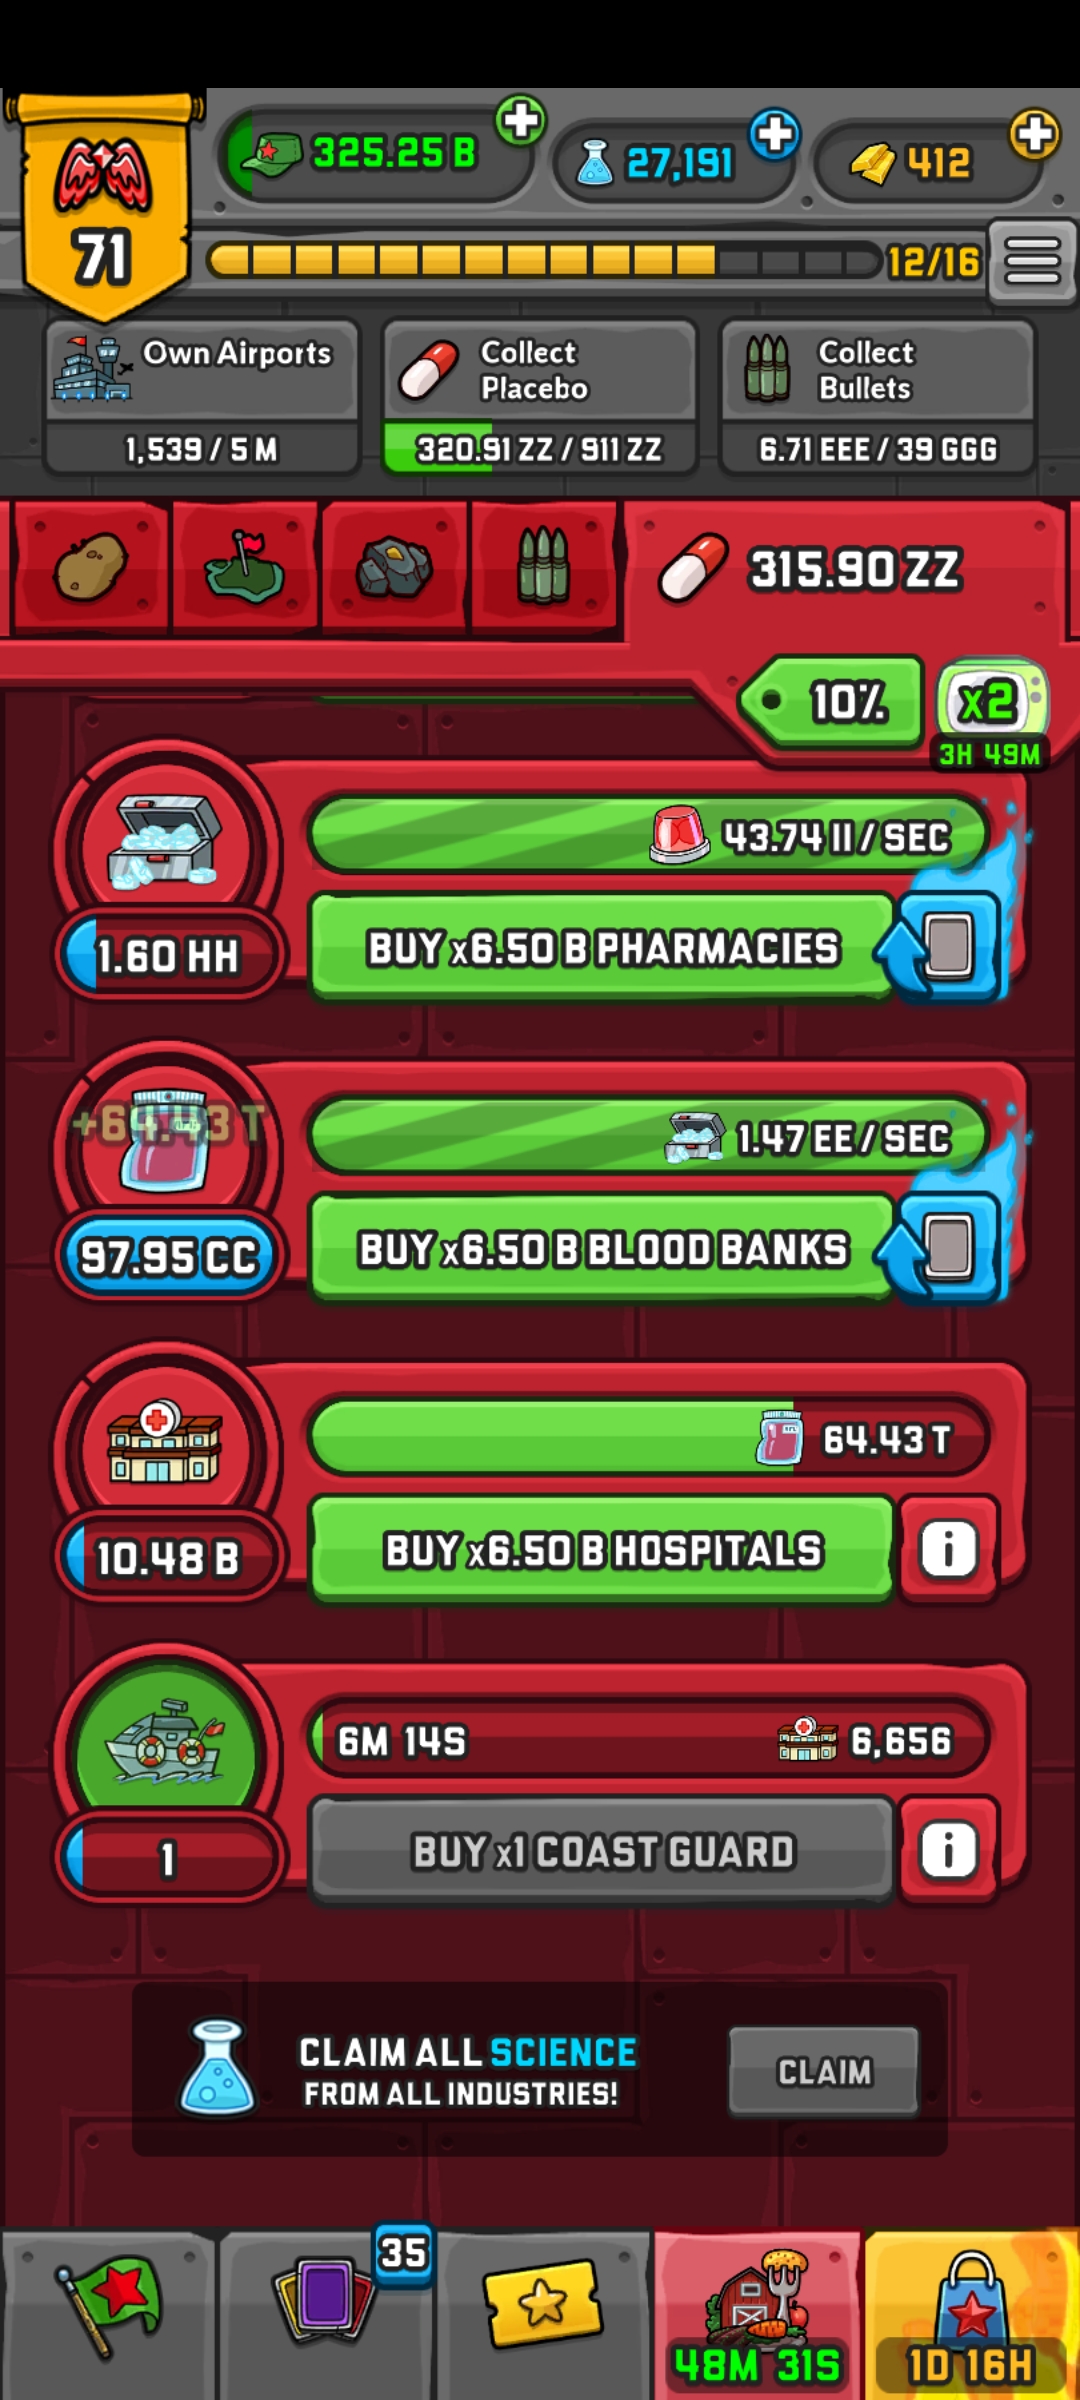 71
325.25 B
27,191
412
12/16
Own Airports
1,539 / 5 M
Collect
Placebo
320.91 ZZ / 911 ZZ
Collect
Bullets
6.71 EEE / 39 GGG
315.90 ZZ
10%
x2
3H 49M
43.74 II / SEC
1.60 HH
BUY x6.50 B PHARMACIES
+64.43 T
1.47 EE / SEC
97.95 CC
BUY x6.50 B BLOOD BANKS
64.43 T
10.48 B
BUY x6.50 B HOSPITALS
i
6M 14S
6,656
1
BUY x1 COAST GUARD
i
CLAIM ALL SCIENCE
FROM ALL INDUSTRIES!
CLAIM
35
48M 31S
1D 16H